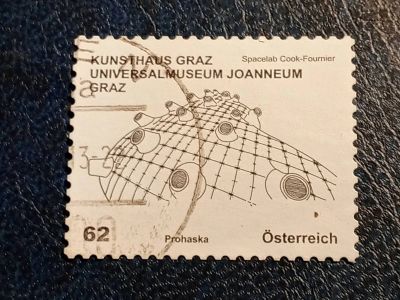 KUNSTHAUS GRAZ Spacelab Cook-Fournier
UNIVERSALMUSEUM JOANNEUM
GRAZ
62 Prohaska Österreich